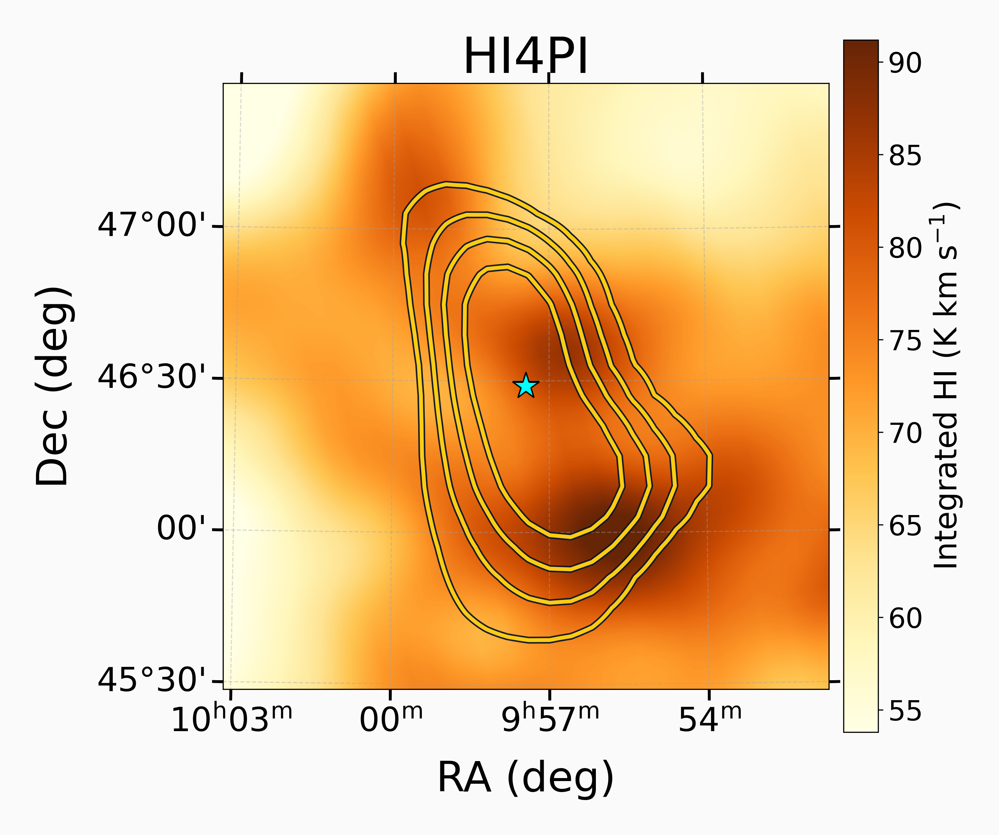 HI4PI
90
85
80
75
70
65
60
55
Integrated HI (K km s⁻¹)
47°00'
46°30'
00'
45°30'
Dec (deg)
10ʰ03ᵐ 00ᵐ 9ʰ57ᵐ 54ᵐ
RA (deg)